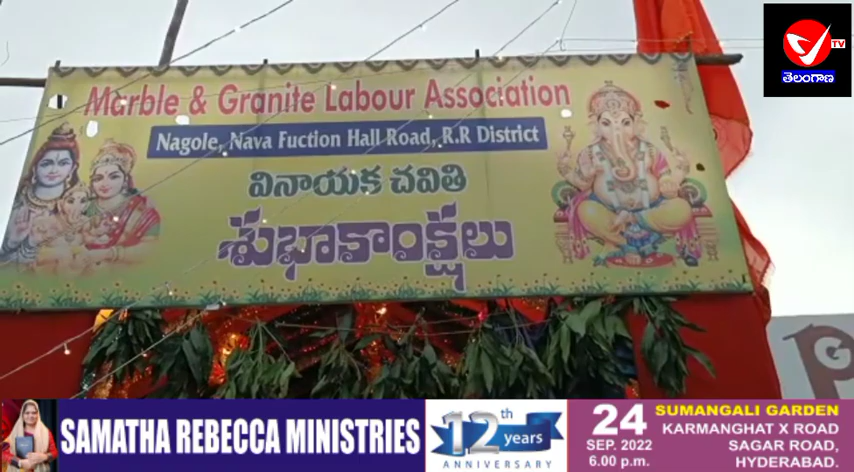 V TV
తెలంగాణ
Marble & Granite Labour Association
Nagole, Nava Fuction Hall Road, R.R District
వినాయక చవితి
శుభాకాంక్షలు
G
P
SAMATHA REBECCA MINISTRIES
12th years
ANNIVERSARY
24
SEP. 2022
6.00 p.m.
SUMANGALI GARDEN
KARMANGHAT X ROAD
SAGAR ROAD,
HYDERABAD.